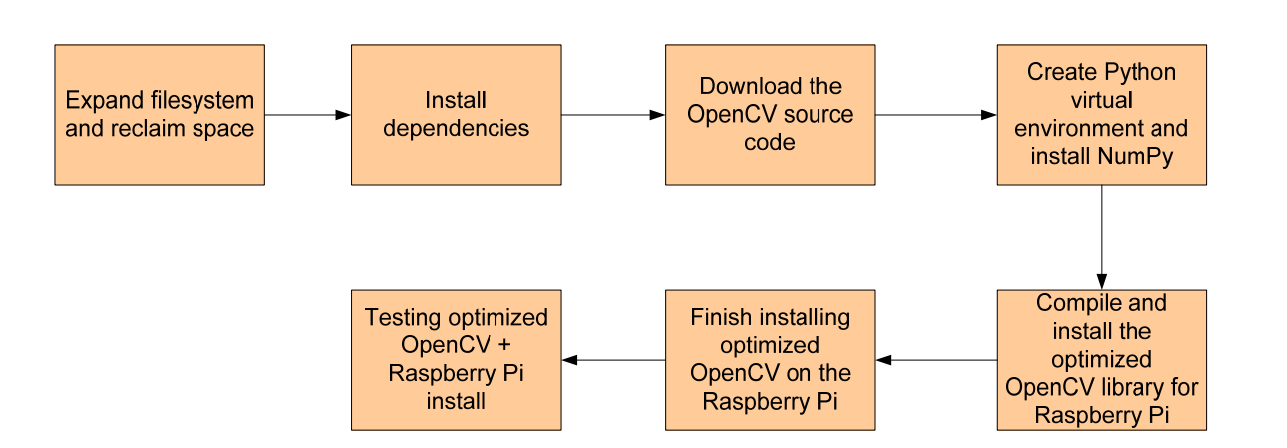 Expand filesystem
and reclaim space
Install
dependencies
Download the
OpenCV source
code
Create Python
virtual
environment and
install NumPy
Compile and
install the
optimized
OpenCV library for
Raspberry Pi
Finish installing
optimized
OpenCV on the
Raspberry Pi
Testing optimized
OpenCV +
Raspberry Pi
install